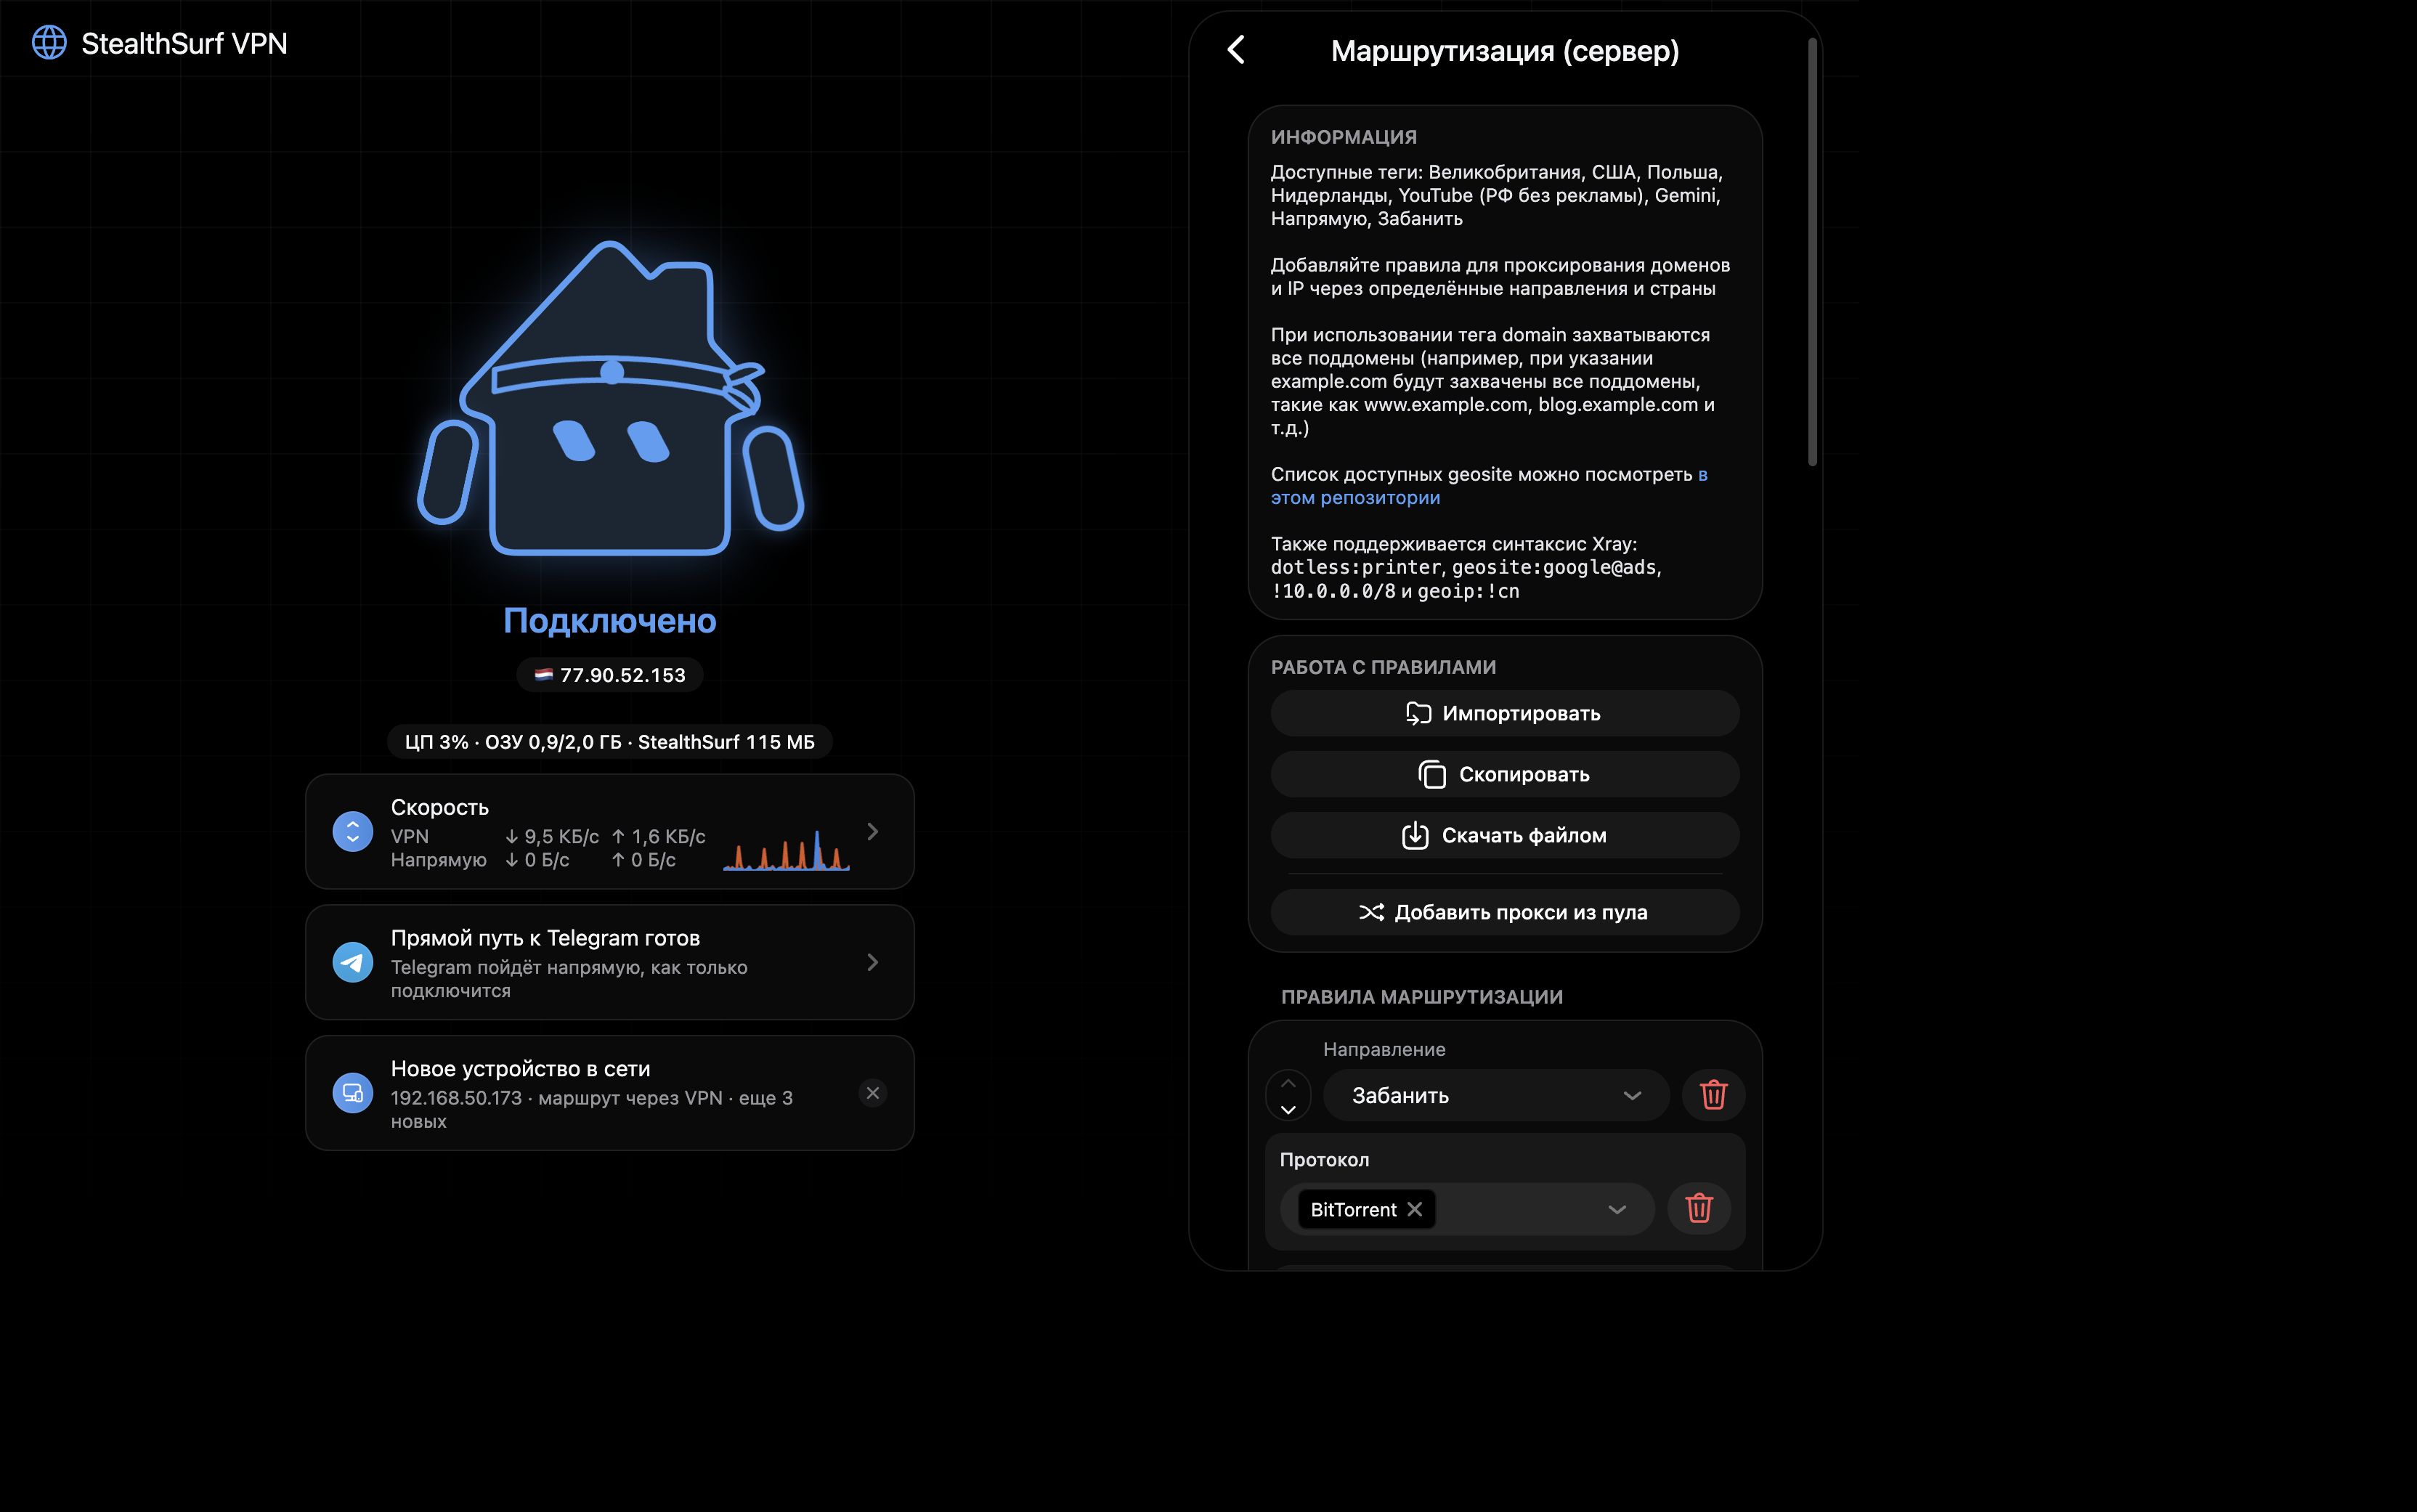 StealthSurf VPN
Подключено
77.90.52.153
ЦП 3% · ОЗУ 0,9/2,0 ГБ · StealthSurf 115 МБ
Скорость
VPN ↓ 9,5 КБ/с ↑ 1,6 КБ/с
Напрямую ↓ 0 Б/с ↑ 0 Б/с
Прямой путь к Telegram готов
Telegram пойдёт напрямую, как только
подключится
Новое устройство в сети
192.168.50.173 · маршрут через VPN · еще 3
новых
Маршрутизация (сервер)
ИНФОРМАЦИЯ
Доступные теги: Великобритания, США, Польша,
Нидерланды, YouTube (РФ без рекламы), Gemini,
Напрямую, Забанить
Добавляйте правила для проксирования доменов
и IP через определённые направления и страны
При использовании тега domain захватываются
все поддомены (например, при указании
example.com будут захвачены все поддомены,
такие как www.example.com, blog.example.com и
т.д.)
Список доступных geosite можно посмотреть в
этом репозитории
Также поддерживается синтаксис Xray:
dotless:printer, geosite:google@ads,
!10.0.0.0/8 и geoip:!cn
РАБОТА С ПРАВИЛАМИ
Импортировать
Скопировать
Скачать файлом
Добавить прокси из пула
ПРАВИЛА МАРШРУТИЗАЦИИ
Направление
Забанить
Протокол
BitTorrent